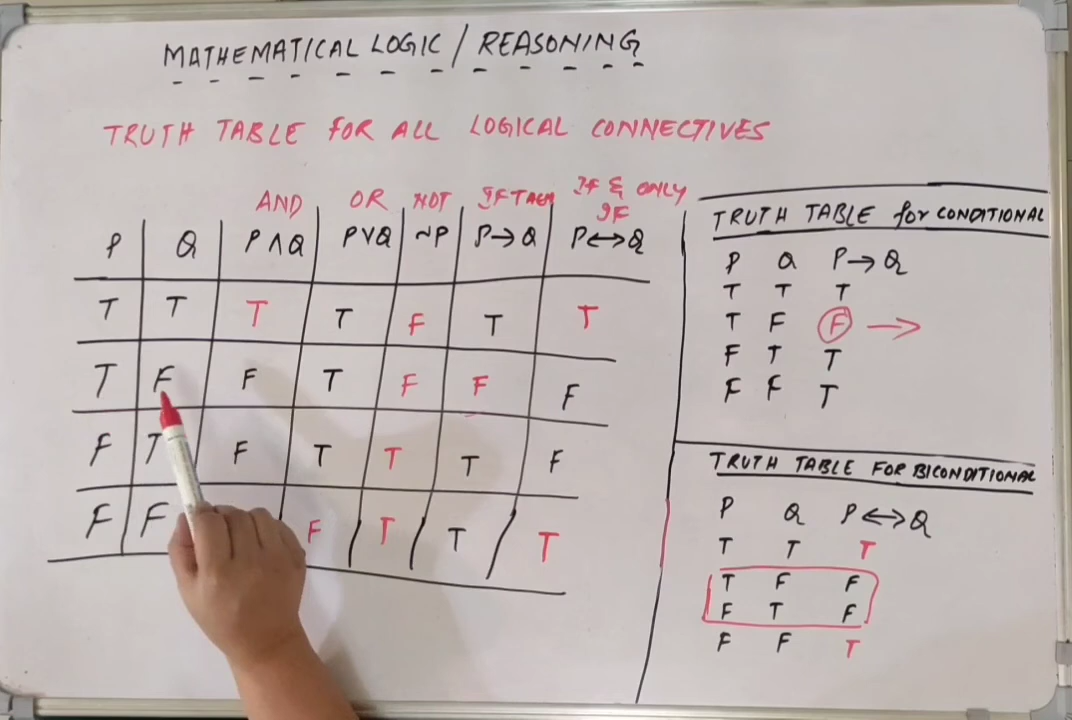 MATHEMATICAL LOGIC / REASONING
TRUTH TABLE FOR ALL LOGICAL CONNECTIVES
AND OR NOT IF THEN IF & ONLY IF
P Q P∧Q P∨Q ~P P→Q P↔Q
T T T T F T T
T F F T F F F
F T F T T T F
F F F T T T
TRUTH TABLE for CONDITIONAL
P Q P→Q
T T T
T F F →
F T T
F F T
TRUTH TABLE FOR BICONDITIONAL
P Q P↔Q
T T T
T F F
F T F
F F T